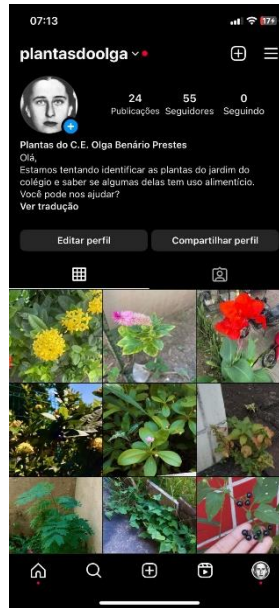 07:13
17
plantasdoolga
24
55
0
Publicações
Seguidores
Seguindo
Plantas do C.E. Olga Benário Prestes
Olá,
Estamos tentando identificar as plantas do jardim do
colégio e saber se algumas delas tem uso alimentício.
Você pode nos ajudar?
Ver tradução
Editar perfil
Compartilhar perfil